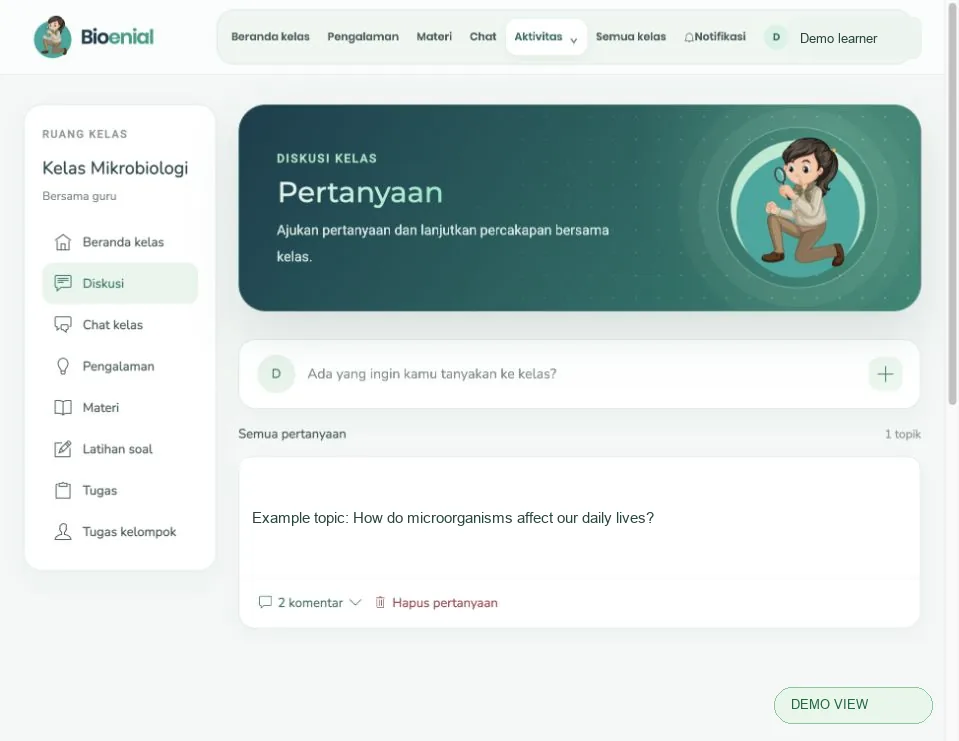 Bioenial
Beranda kelas
Pengalaman
Materi
Chat
Aktivitas
Semua kelas
Notifikasi
D
Demo learner
RUANG KELAS
Kelas Mikrobiologi
Bersama guru
Beranda kelas
Diskusi
Chat kelas
Pengalaman
Materi
Latihan soal
Tugas
Tugas kelompok
DISKUSI KELAS
Pertanyaan
Ajukan pertanyaan dan lanjutkan percakapan bersama
kelas.
D
Ada yang ingin kamu tanyakan ke kelas?
Semua pertanyaan
1 topik
Example topic: How do microorganisms affect our daily lives?
2 komentar
Hapus pertanyaan
DEMO VIEW